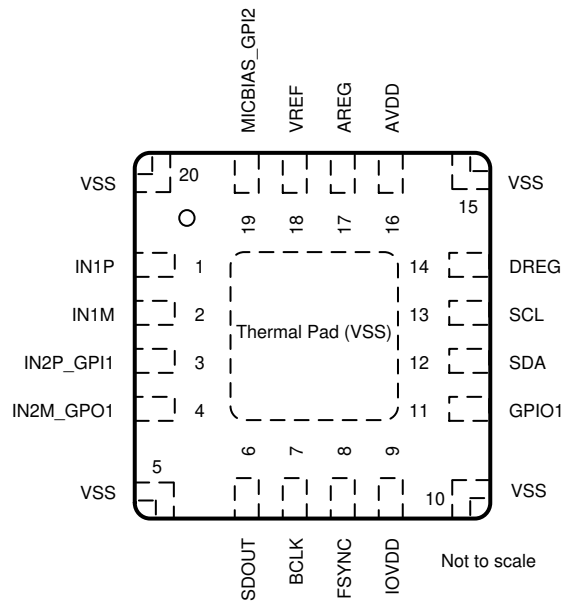 MICBIAS_GPI2
VREF
AREG
AVDD
VSS
20
19
18
17
16
15
VSS
IN1P
1
14
DREG
IN1M
2
Thermal Pad (VSS)
13
SCL
IN2P_GPI1
3
12
SDA
IN2M_GPO1
4
11
GPIO1
VSS
5
6
7
8
9
10
VSS
SDOUT
BCLK
FSYNC
IOVDD
Not to scale